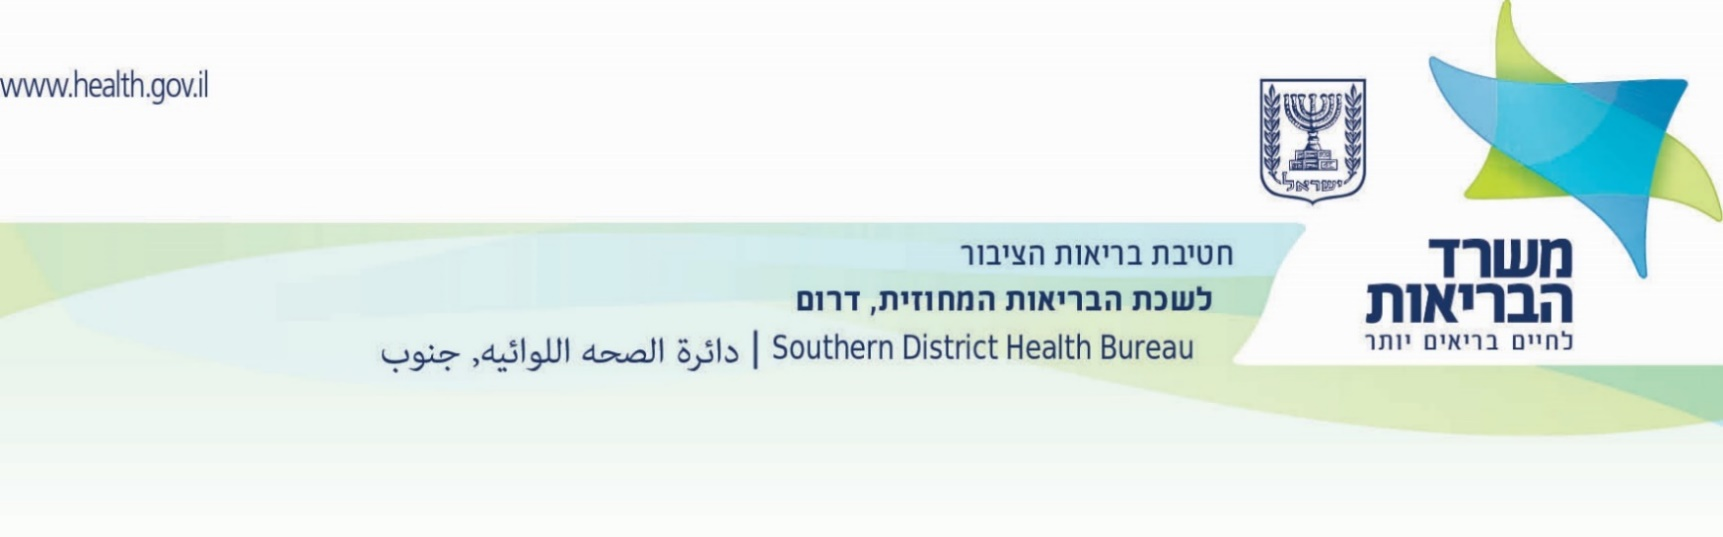 www.health.gov.il
ישראל
משרד
הבריאות
לחיים בריאים יותר
חטיבת בריאות הציבור
לשכת הבריאות המחוזית, דרום
Southern District Health Bureau | دائرة الصحه اللوائيه, جنوب